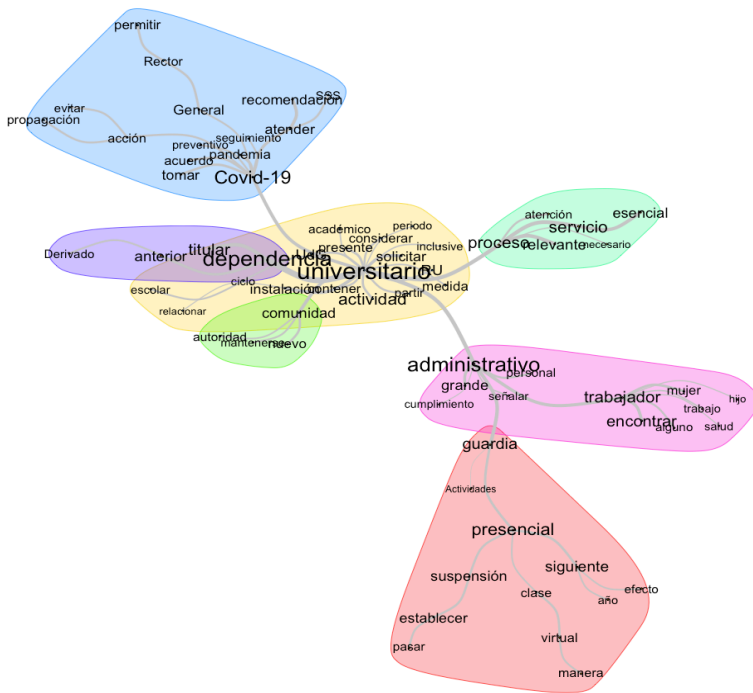 permitir
Rector
General
recomendación
SSS
evitar
propagación
acción
seguimiento
atender
preventivo
pandemia
acuerdo
tomar
Covid-19
Derivado
anterior
titular
dependencia
UdG
académico
periodo
presente
considerar
inclusive
solicitar
universitario
RU
medida
ciclo
escolar
instalación
contener
partir
actividad
relacionar
comunidad
autoridad
mantenerse
nuevo
proceso
atención
servicio
esencial
relevante
necesario
administrativo
personal
grande
cumplimiento
señalar
trabajador
mujer
hijo
trabajo
encontrar
alguno
salud
guardia
Actividades
presencial
suspensión
siguiente
clase
año
efecto
establecer
virtual
pasar
manera